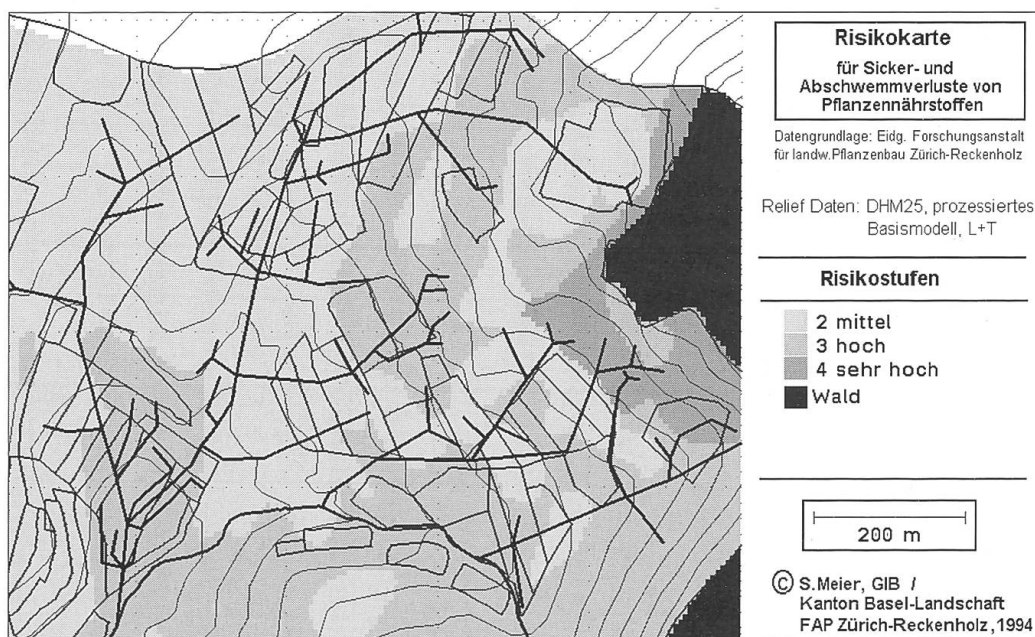 Risikokarte
für Sicker- und
Abschwemmverluste von
Pflanzennährstoffen
Datengrundlage: Eidg. Forschungsanstalt
für landw.Pflanzenbau Zürich-Reckenholz
Relief Daten: DHM25, prozessiertes
Basismodell, L+T
Risikostufen
2 mittel
3 hoch
4 sehr hoch
Wald
200 m
© S.Meier, GIB /
Kanton Basel-Landschaft
FAP Zürich-Reckenholz, 1994